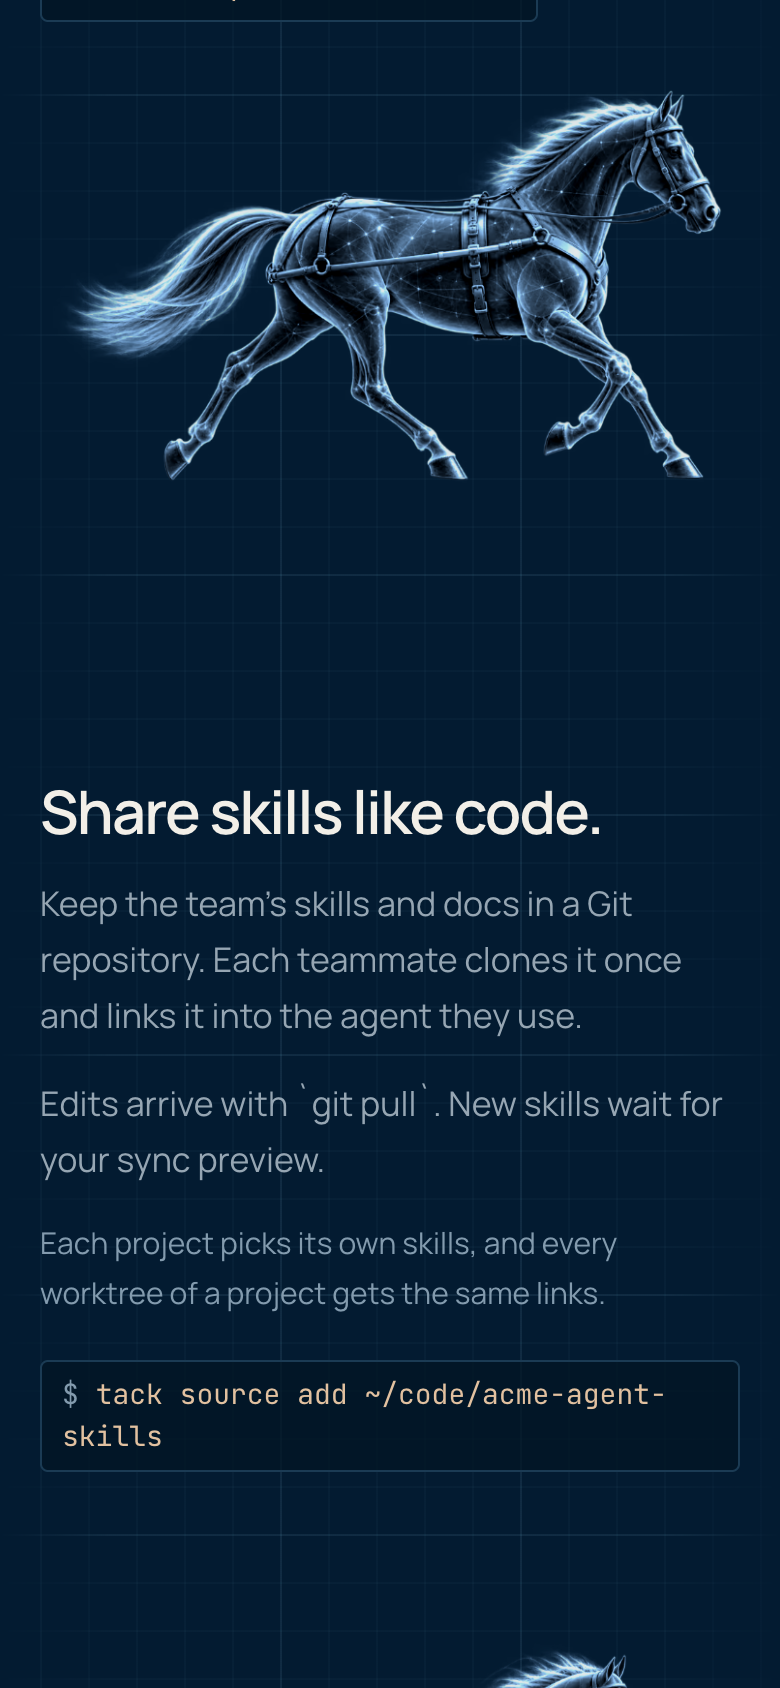 Share skills like code.
Keep the team’s skills and docs in a Git
repository. Each teammate clones it once
and links it into the agent they use.
Edits arrive with `git pull`. New skills wait for
your sync preview.
Each project picks its own skills, and every
worktree of a project gets the same links.
$ tack source add ~/code/acme-agent-
skills